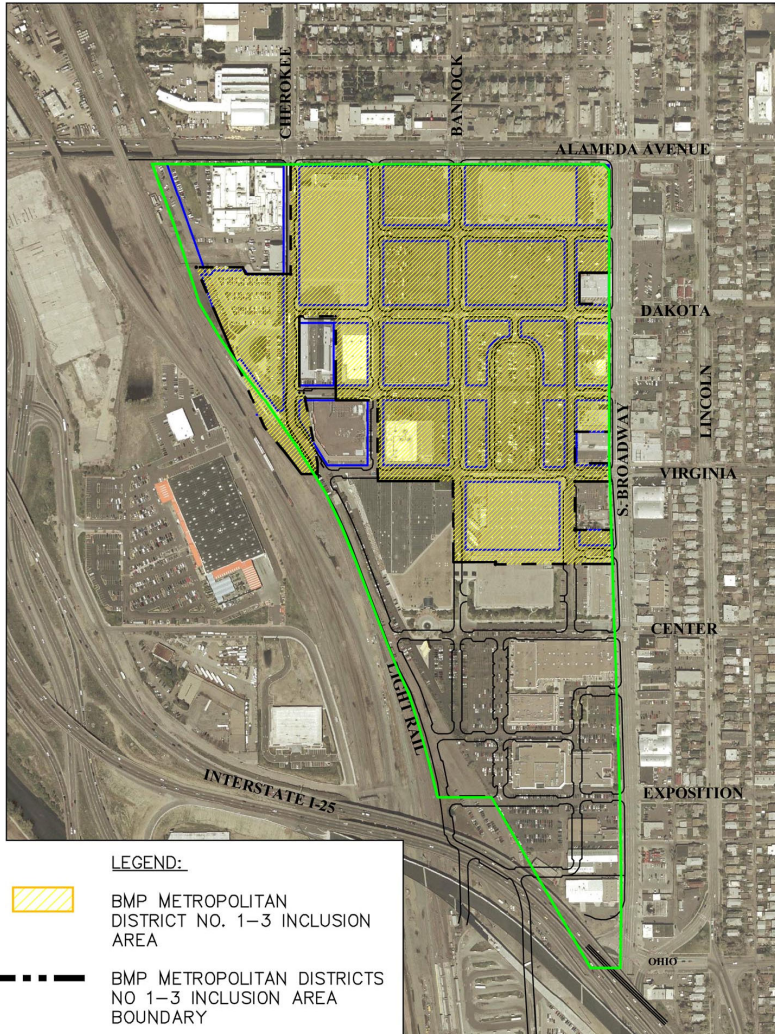 CHEROKEE
BANNOCK
ALAMEDA AVENUE
DAKOTA
LINCOLN
S. BROADWAY
VIRGINIA
CENTER
LIGHT RAIL
INTERSTATE I-25
EXPOSITION
OHIO
LEGEND:
BMP METROPOLITAN
DISTRICT NO. 1-3 INCLUSION
AREA
BMP METROPOLITAN DISTRICTS
NO 1-3 INCLUSION AREA
BOUNDARY